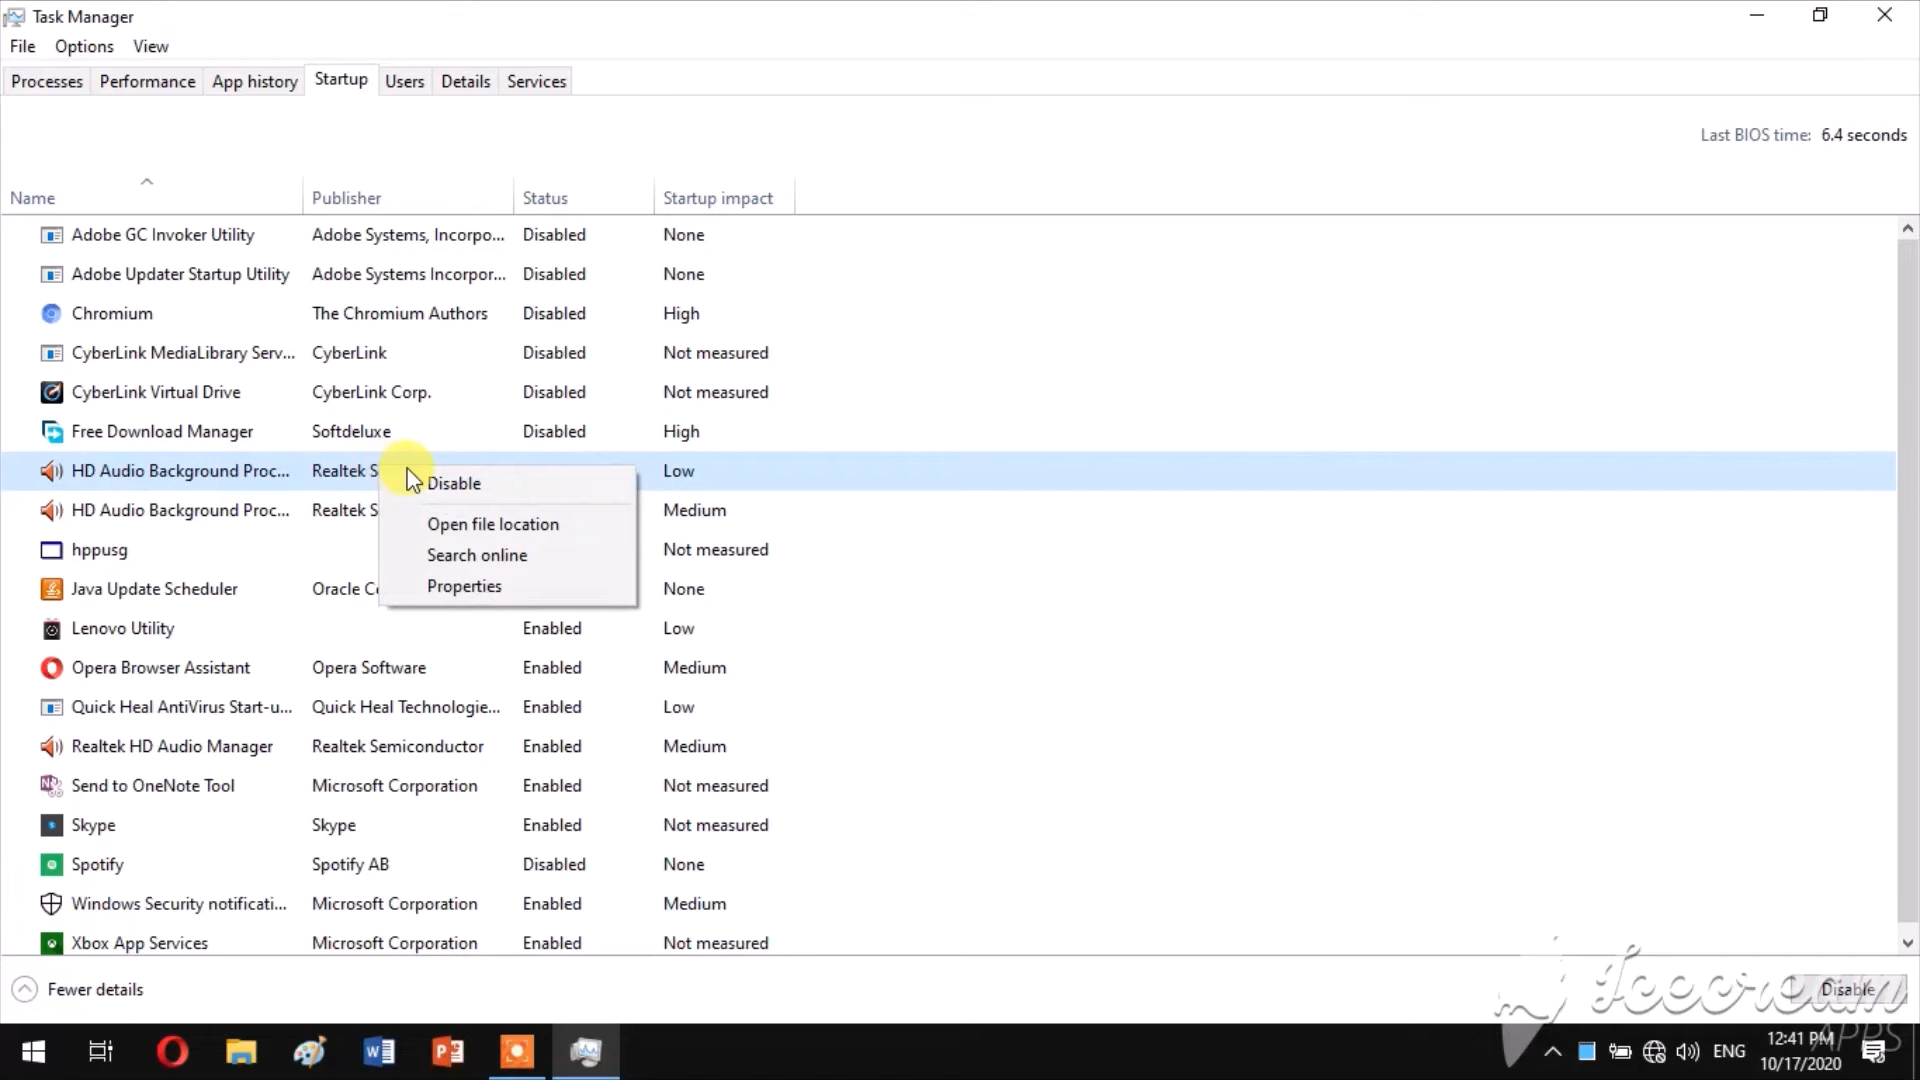 Task Manager
File Options View
Processes Performance App history Startup Users Details Services
Last BIOS time: 6.4 seconds
Name Publisher Status Startup impact
Adobe GC Invoker Utility Adobe Systems, Incorpo... Disabled None
Adobe Updater Startup Utility Adobe Systems Incorpor... Disabled None
Chromium The Chromium Authors Disabled High
CyberLink MediaLibrary Serv... CyberLink Disabled Not measured
CyberLink Virtual Drive CyberLink Corp. Disabled Not measured
Free Download Manager Softdeluxe Disabled High
HD Audio Background Proc... Realtek S Low
Disable
HD Audio Background Proc... Realtek S Medium
Open file location
hppusg Not measured
Search online
Java Update Scheduler Oracle Co None
Properties
Lenovo Utility Enabled Low
Opera Browser Assistant Opera Software Enabled Medium
Quick Heal AntiVirus Start-u... Quick Heal Technologie... Enabled Low
Realtek HD Audio Manager Realtek Semiconductor Enabled Medium
Send to OneNote Tool Microsoft Corporation Enabled Not measured
Skype Skype Enabled Not measured
Spotify Spotify AB Disabled None
Windows Security notificati... Microsoft Corporation Enabled Medium
Xbox App Services Microsoft Corporation Enabled Not measured
Fewer details Disable
Icecream
APPS
ENG 12:41 PM
10/17/2020